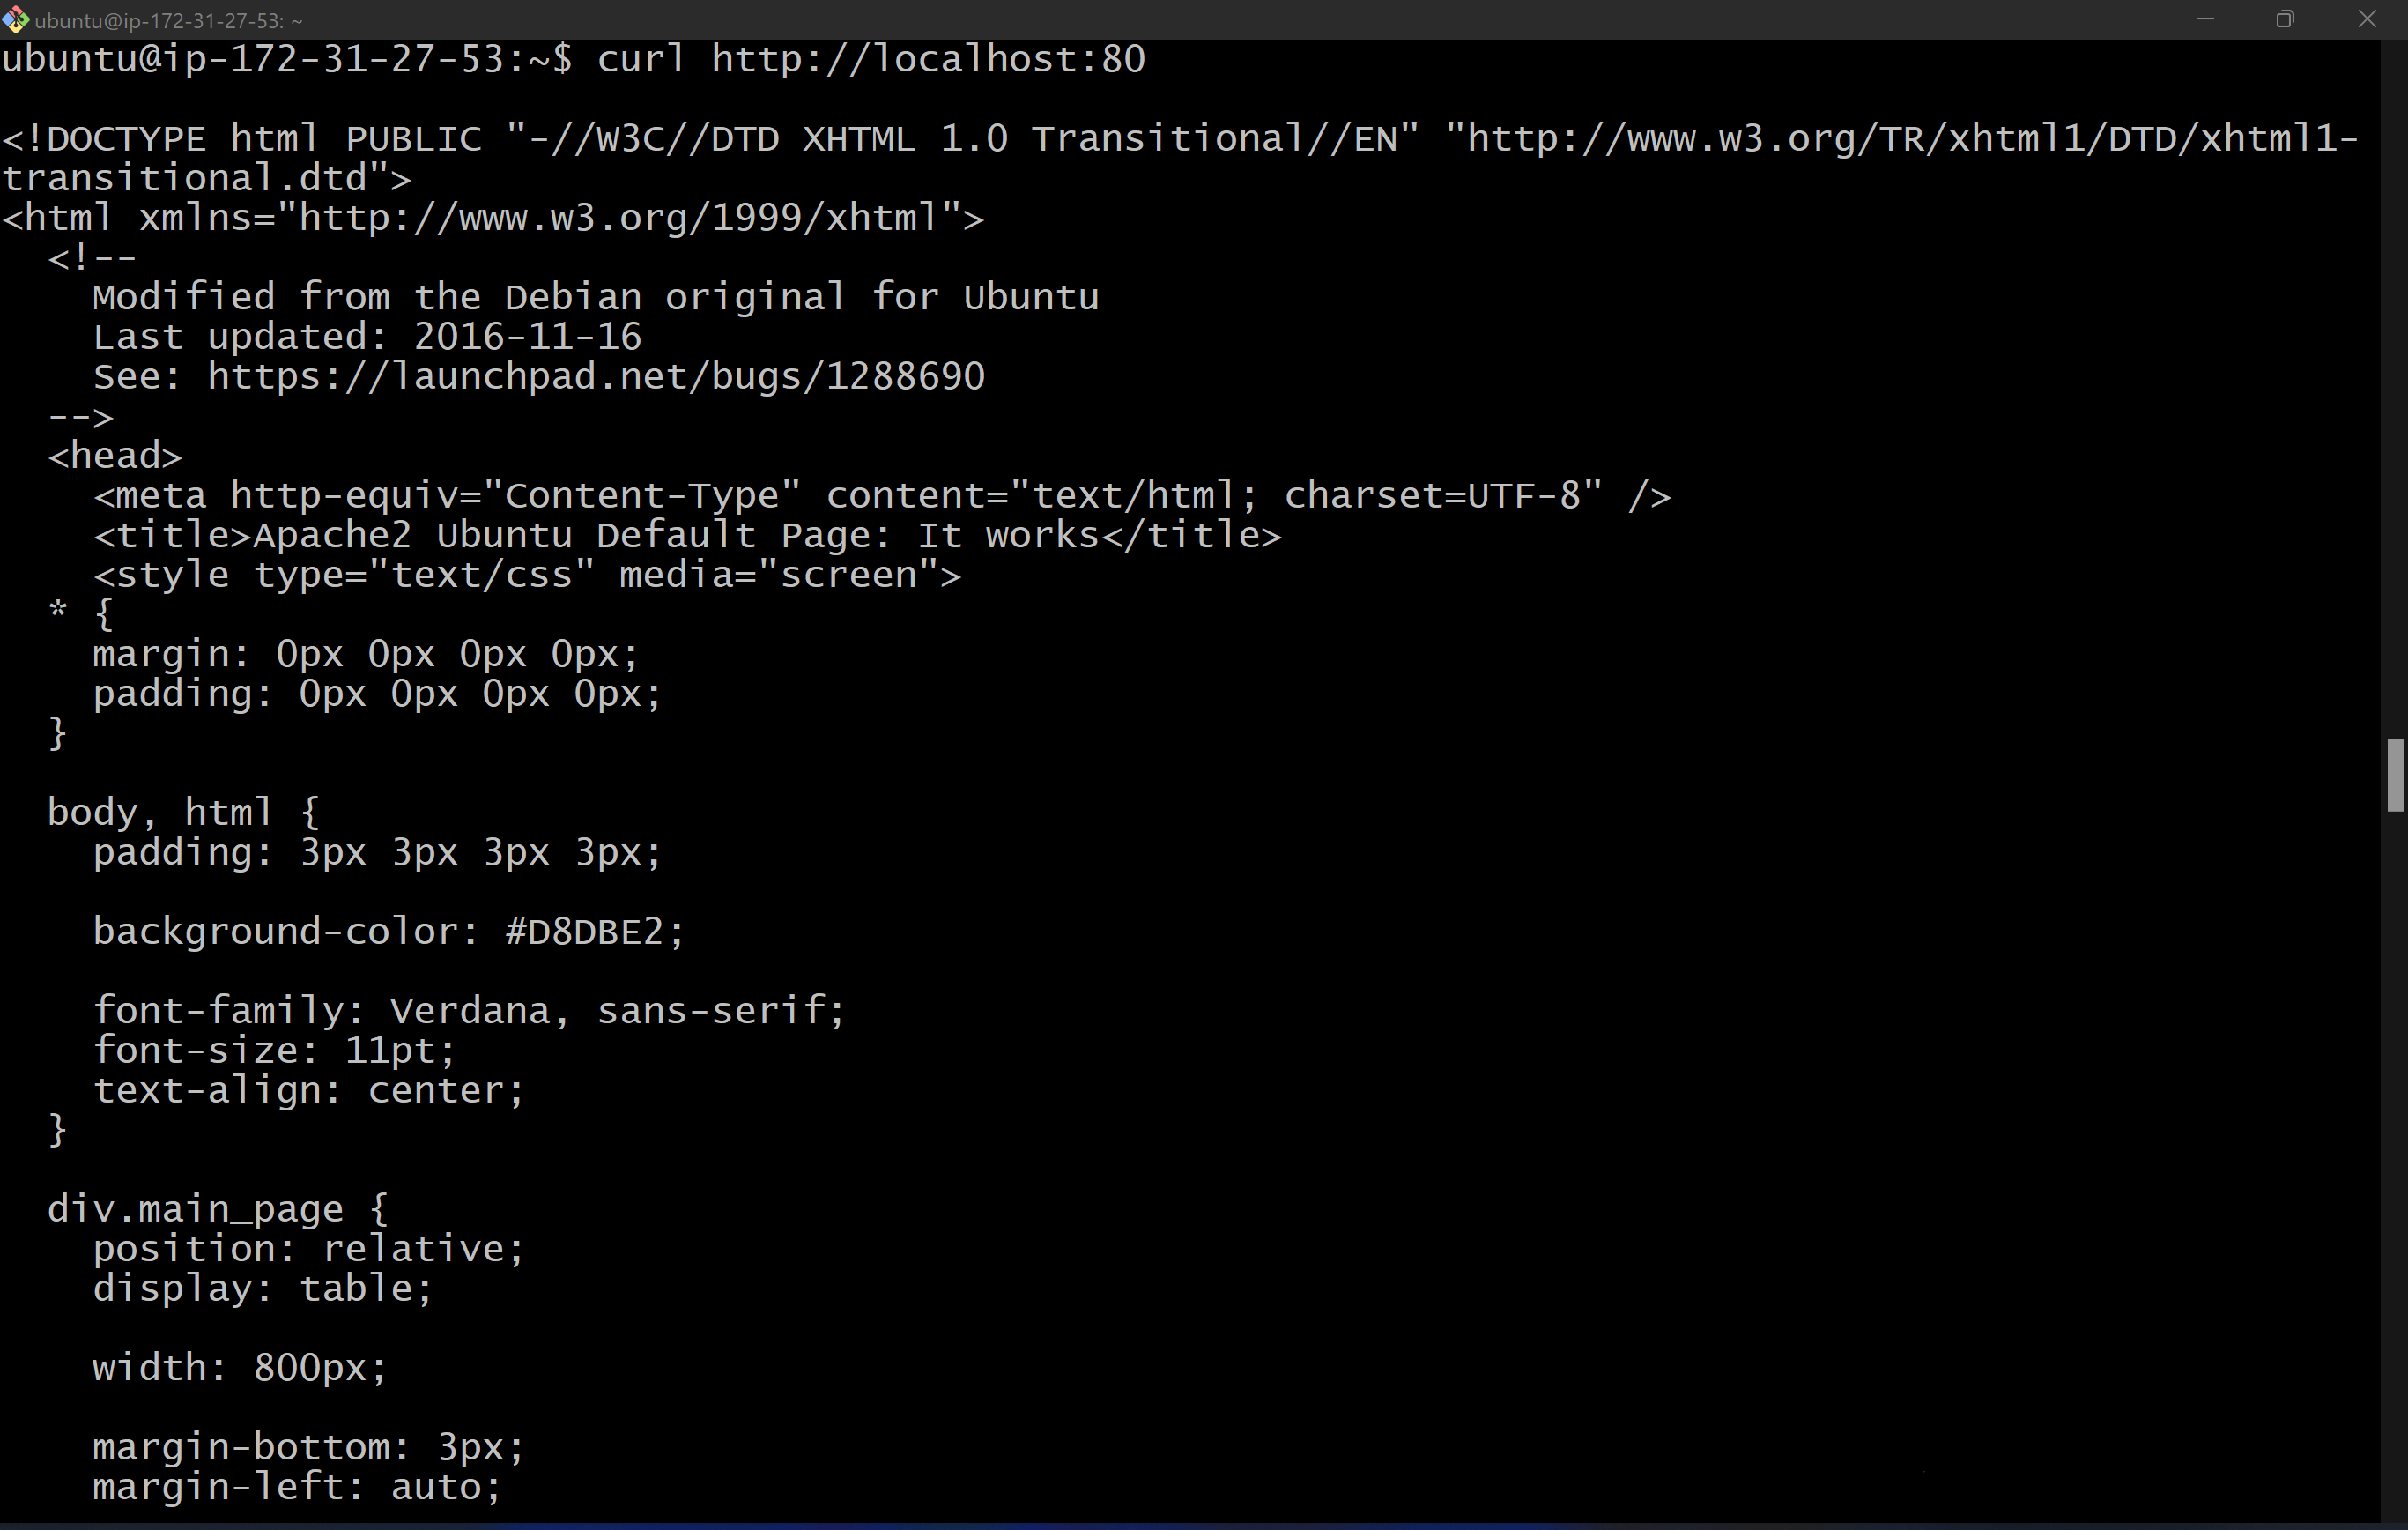 ubuntu@ip-172-31-27-53: ~
ubuntu@ip-172-31-27-53:~$ curl http://localhost:80
<!DOCTYPE html PUBLIC "-//W3C//DTD XHTML 1.0 Transitional//EN" "http://www.w3.org/TR/xhtml1/DTD/xhtml1-
transitional.dtd">
<html xmlns="http://www.w3.org/1999/xhtml">
  <!--
    Modified from the Debian original for Ubuntu
    Last updated: 2016-11-16
    See: https://launchpad.net/bugs/1288690
  -->
  <head>
    <meta http-equiv="Content-Type" content="text/html; charset=UTF-8" />
    <title>Apache2 Ubuntu Default Page: It works</title>
    <style type="text/css" media="screen">
  * {
    margin: 0px 0px 0px 0px;
    padding: 0px 0px 0px 0px;
  }
  body, html {
    padding: 3px 3px 3px 3px;
    background-color: #D8DBE2;
    font-family: Verdana, sans-serif;
    font-size: 11pt;
    text-align: center;
  }
  div.main_page {
    position: relative;
    display: table;
    width: 800px;
    margin-bottom: 3px;
    margin-left: auto;